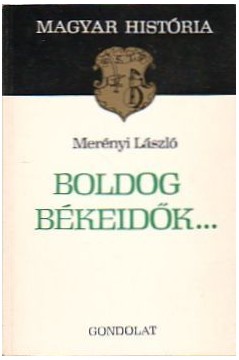 MAGYAR HISTÓRIA
Merényi László
BOLDOG
BÉKEIDŐK...
GONDOLAT